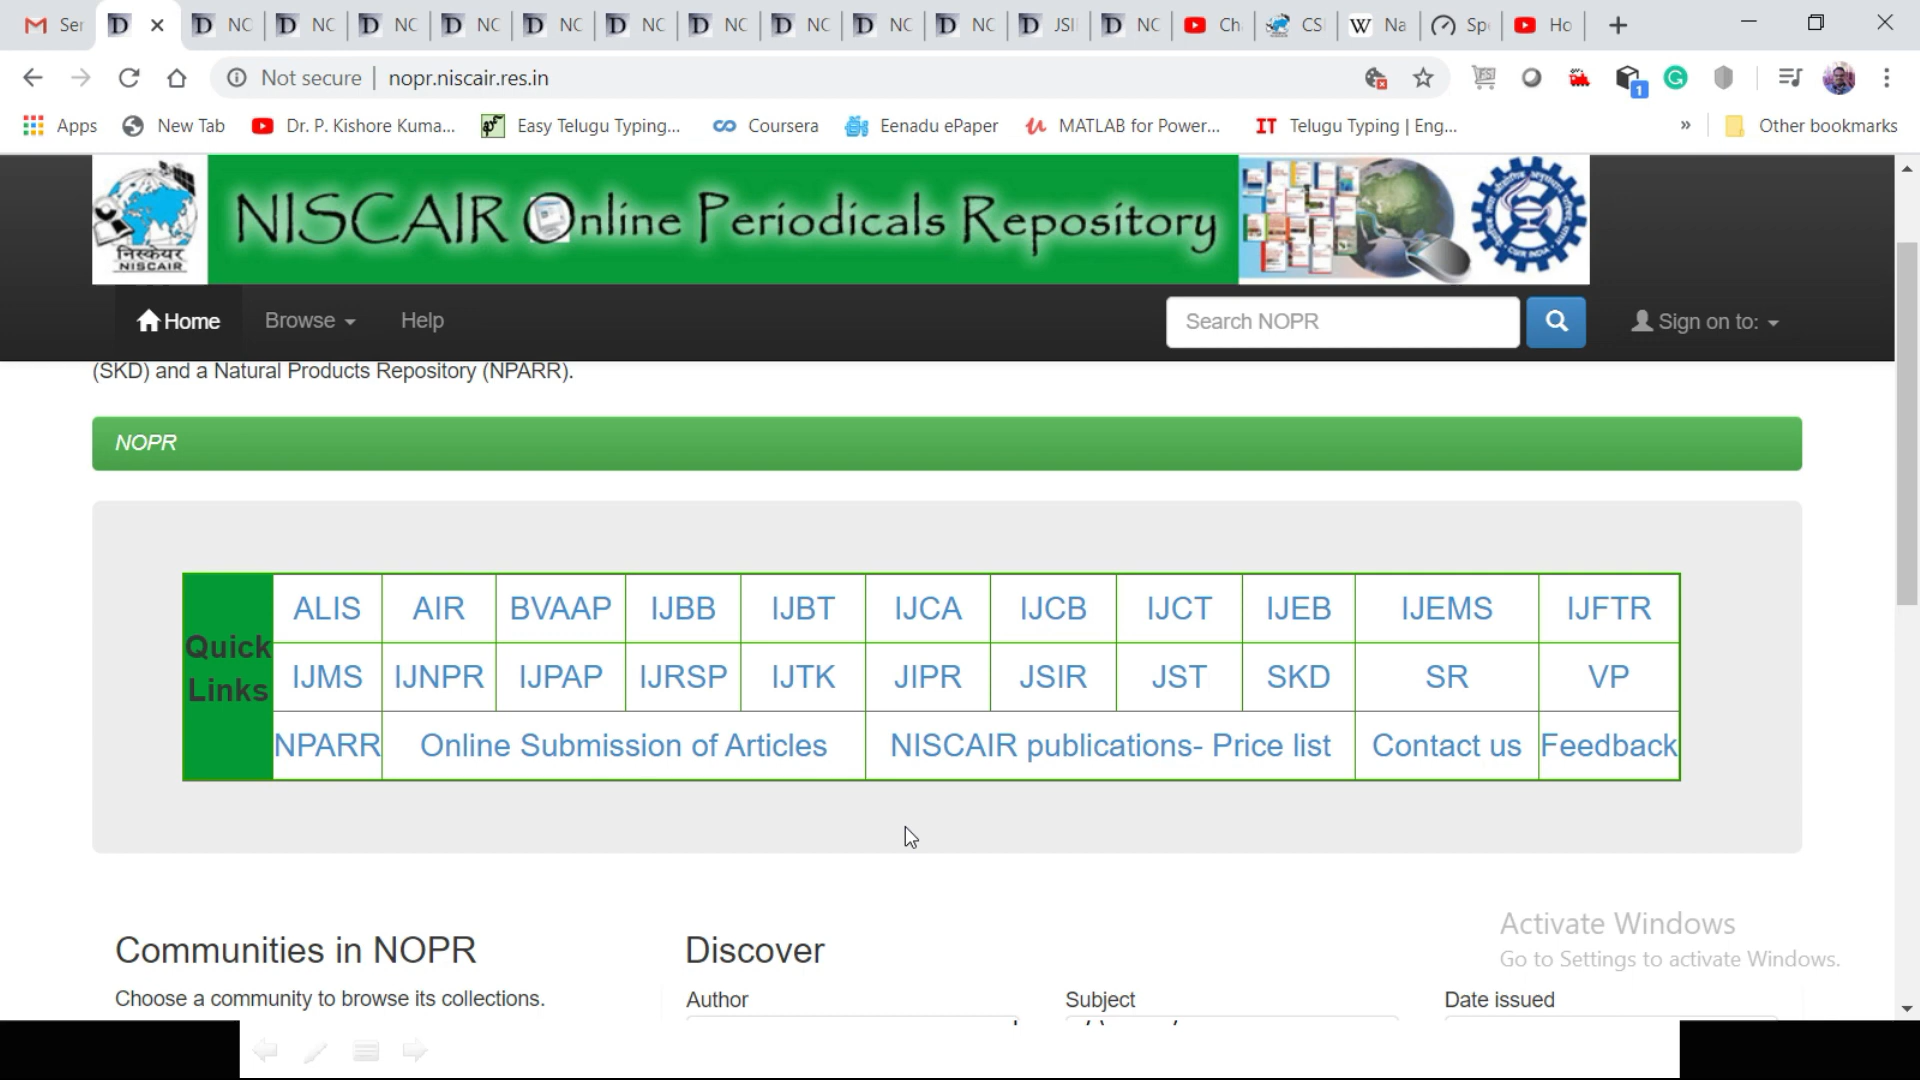 Ser NC NC NC NC NC NC NC NC NC NC JSI NC Ch CS Na Sp Ho
Not secure nopr.niscair.res.in 1
Apps New Tab Dr. P. Kishore Kuma... Easy Telugu Typing... Coursera Eenadu ePaper MATLAB for Power... IT Telugu Typing | Eng... » Other bookmarks
निस्केयर
NISCAIR
NISCAIR Online Periodicals Repository
Home Browse Help Search NOPR Sign on to:
(SKD) and a Natural Products Repository (NPARR).
NOPR
Quick Links
ALIS AIR BVAAP IJBB IJBT IJCA IJCB IJCT IJEB IJEMS IJFTR
IJMS IJNPR IJPAP IJRSP IJTK JIPR JSIR JST SKD SR VP
NPARR Online Submission of Articles NISCAIR publications- Price list Contact us Feedback
Communities in NOPR
Choose a community to browse its collections.
Discover
Author Subject Date issued
Activate Windows
Go to Settings to activate Windows.